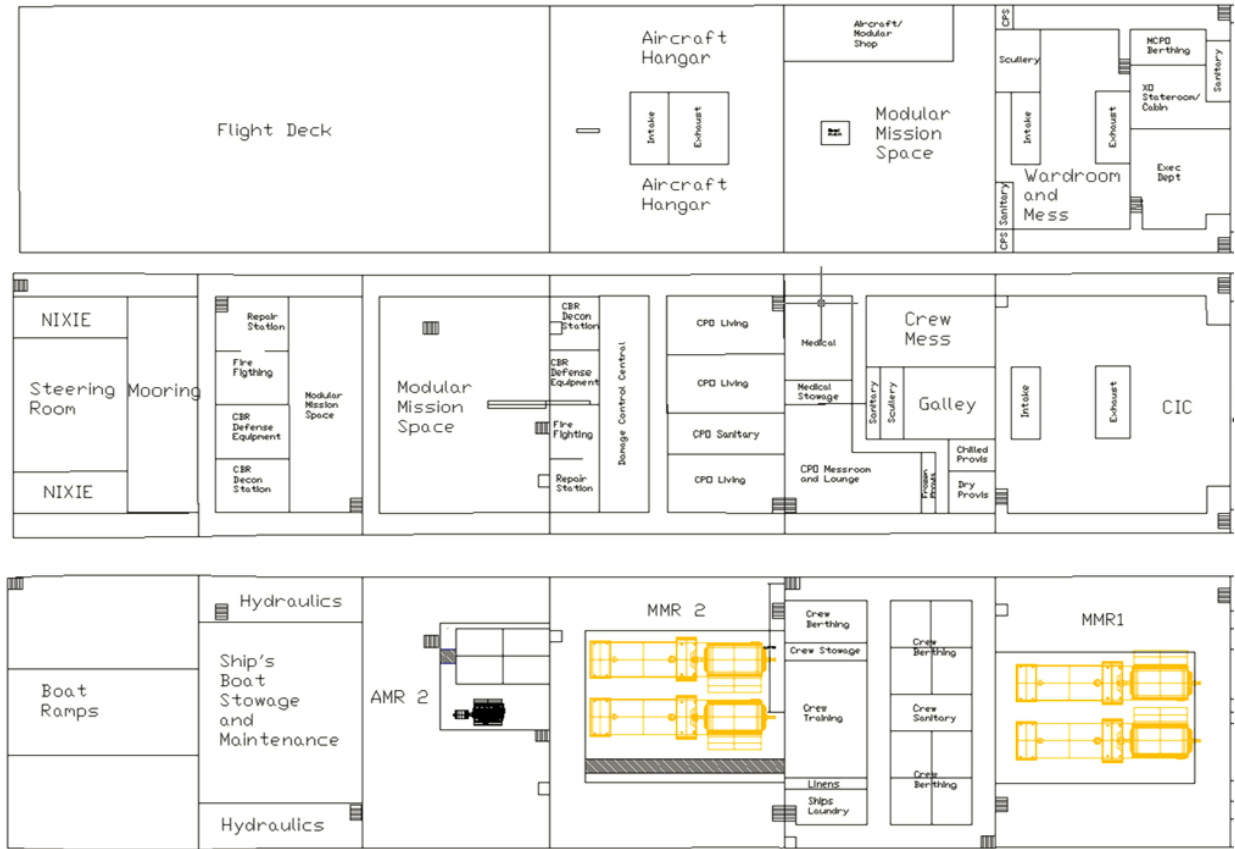 Flight Deck
Aircraft
Hangar
Intake
Exhaust
Aircraft
Hangar
Aircraft/
Modular
Shop
Modular
Mission
Space
CPS
Scullery
Intake
Exhaust
Wardroom
and
Mess
Sanitary
CPS
MCPO
Berthing
Sanitary
XO
Stateroom/
Cabin
Exec
Dept
NIXIE
Steering
Room
NIXIE
Mooring
Repair
Station
Fire
Figthing
CBR
Defense
Equipment
CBR
Decon
Station
Modular
Mission
Space
Modular
Mission
Space
CBR
Decon
Station
CBR
Defense
Equipment
Fire
Fighting
Repair
Station
Damage Control Central
CPO Living
CPO Living
CPO Sanitary
CPO Living
Medical
Medical
Stowage
CPO Messroom
and Lounge
Crew
Mess
Sanitary
Scullery
Galley
Chilled
Provis
Frozen
Provis
Dry
Provis
Intake
Exhaust
CIC
Boat
Ramps
Hydraulics
Ship's
Boat
Stowage
and
Maintenance
Hydraulics
AMR 2
MMR 2
Crew
Berthing
Crew Stowage
Crew
Training
Linens
Ships
Laundry
Crew
Berthing
Crew
Sanitary
Crew
Berthing
MMR1